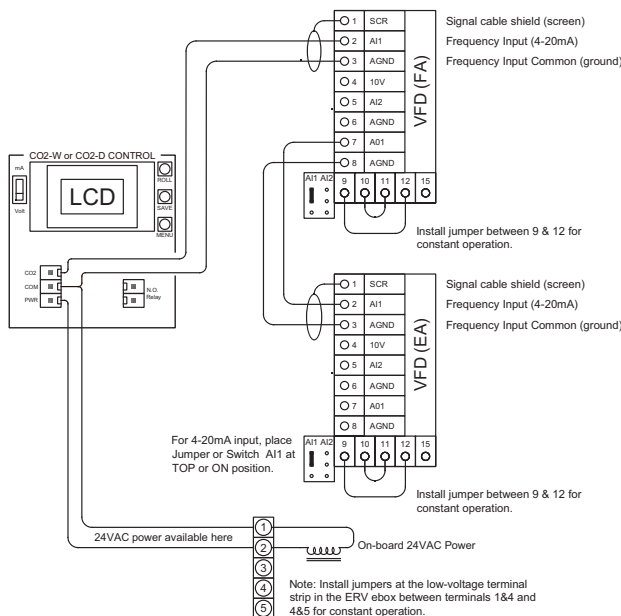 1 SCR Signal cable shield (screen)
2 AI1 Frequency Input (4-20mA)
3 AGND Frequency Input Common (ground)
4 10V
5 AI2
6 AGND
7 A01
8 AGND
VFD (FA)
AI1 AI2
9 10 11 12 15
Install jumper between 9 & 12 for
constant operation.
CO2-W or CO2-D CONTROL
mA
Volt
LCD
ROLL
SAVE
MENU
CO2
COM
PWR
N.O.
Relay
1 SCR Signal cable shield (screen)
2 AI1 Frequency Input (4-20mA)
3 AGND Frequency Input Common (ground)
4 10V
5 AI2
6 AGND
7 A01
8 AGND
VFD (EA)
For 4-20mA input, place
Jumper or Switch AI1 at
TOP or ON position.
AI1 AI2
9 10 11 12 15
Install jumper between 9 & 12 for
constant operation.
24VAC power available here
1
2
3
4
5
On-board 24VAC Power
Note: Install jumpers at the low-voltage terminal
strip in the ERV ebox between terminals 1&4 and
4&5 for constant operation.